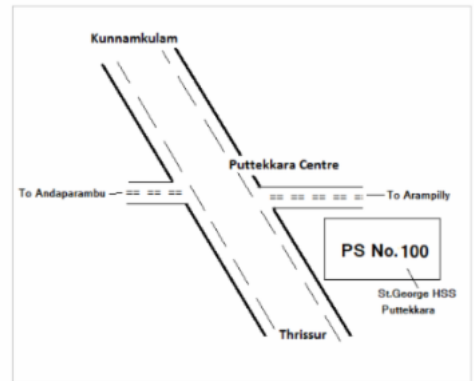 Kunnamkulam
Puttekkara Centre
To Andaparambu
To Arampilly
PS No. 100
St.George HSS
Puttekkara
Thrissur